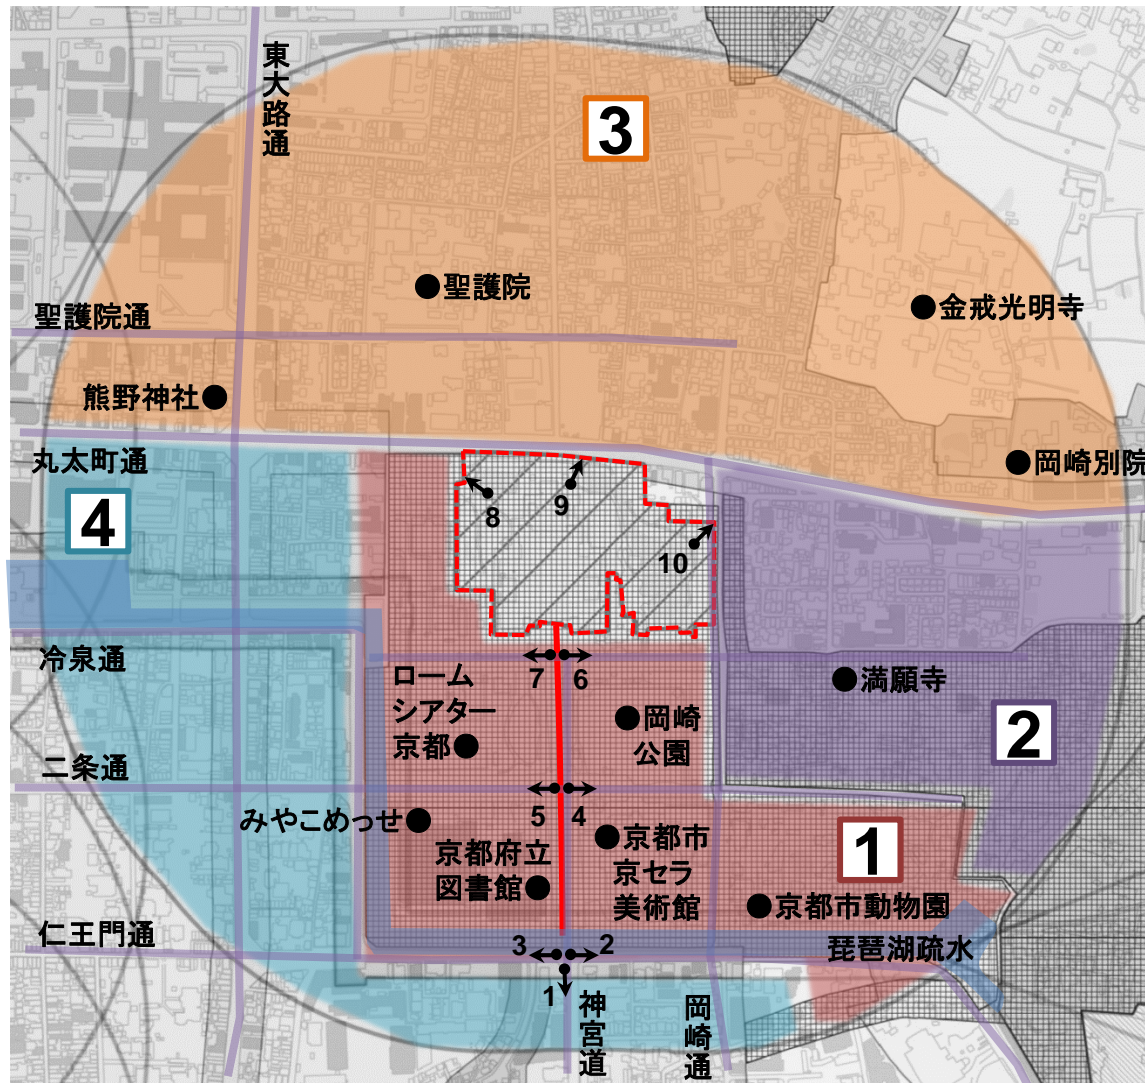 東大路通
3
聖護院
金戒光明寺
聖護院通
熊野神社
丸太町通
岡崎別院
4
8
9
10
冷泉通
7
6
ローム
シアター
京都
岡崎
公園
満願寺
2
二条通
5
4
みやこめっせ
京都府立
図書館
京都市
京セラ
美術館
1
京都市動物園
仁王門通
3
2
琵琶湖疏水
1
神宮道
岡崎通